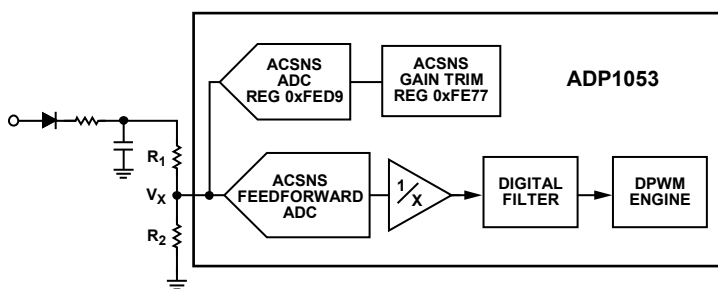 ACSNS
ADC
REG 0xFED9
ACSNS
GAIN TRIM
REG 0xFE77
ADP1053
R1
VX
R2
ACSNS
FEEDFORWARD
ADC
1/X
DIGITAL
FILTER
DPWM
ENGINE